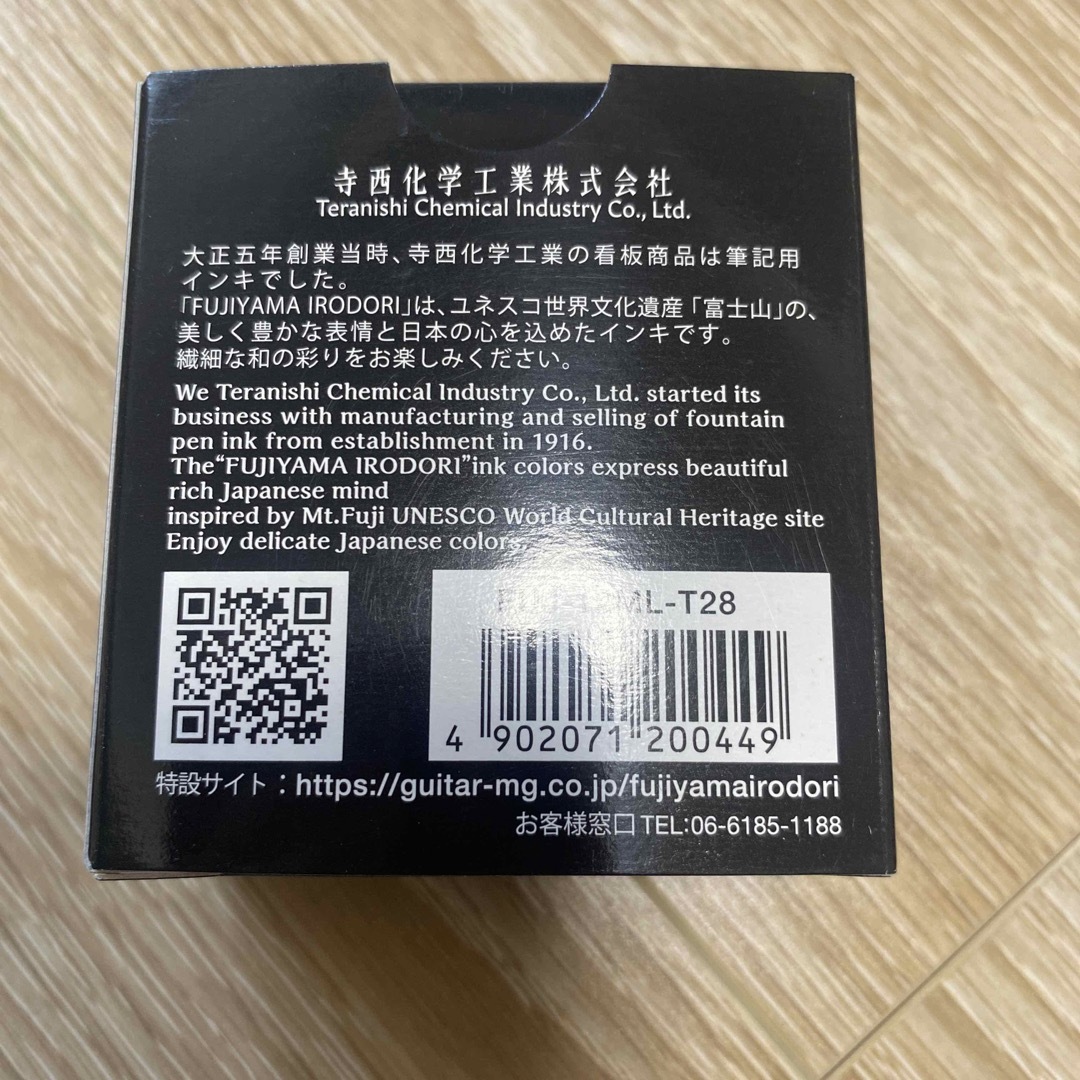 寺西化学工業株式会社
Teranishi Chemical Industry Co., Ltd.
大正五年創業当時、寺西化学工業の看板商品は筆記用
インキでした。
「FUJIYAMA IRODORI」は、ユネスコ世界文化遺産「富士山」の、
美しく豊かな表情と日本の心を込めたインキです。
繊細な和の彩りをお楽しみください。
We Teranishi Chemical Industry Co., Ltd. started its
business with manufacturing and selling of fountain
pen ink from establishment in 1916.
The“FUJIYAMA IRODORI”ink colors express beautiful
rich Japanese mind
inspired by Mt.Fuji UNESCO World Cultural Heritage site
Enjoy delicate Japanese colors.
ML-T28
4 902071 200449
特設サイト：https://guitar-mg.co.jp/fujiyamairodori
お客様窓口TEL:06-6185-1188